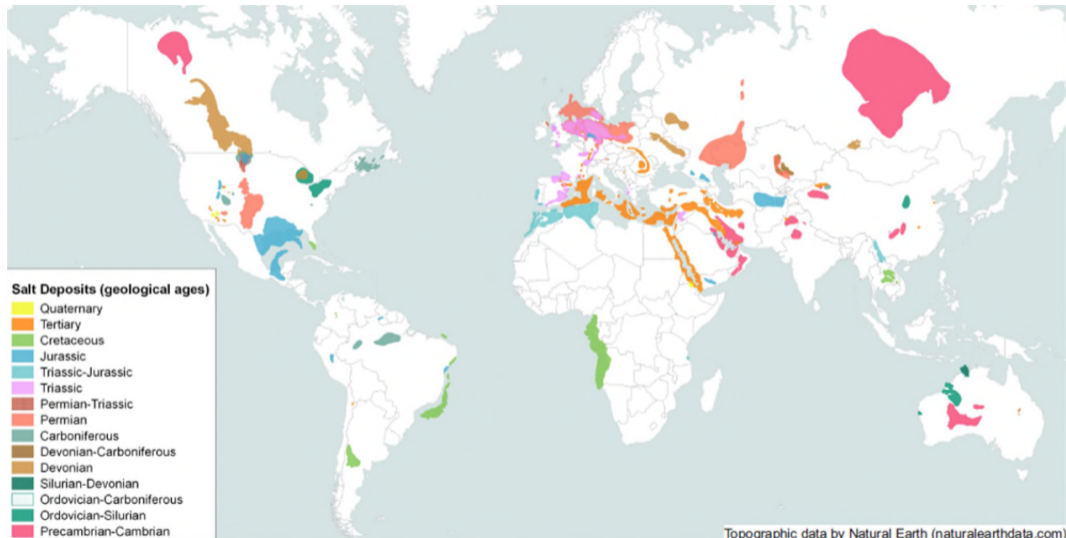 Salt Deposits (geological ages)
Quaternary
Tertiary
Cretaceous
Jurassic
Triassic-Jurassic
Triassic
Permian-Triassic
Permian
Carboniferous
Devonian-Carboniferous
Devonian
Silurian-Devonian
Ordovician-Carboniferous
Ordovician-Silurian
Precambrian-Cambrian
Topographic data by Natural Earth (naturalearthdata.com)